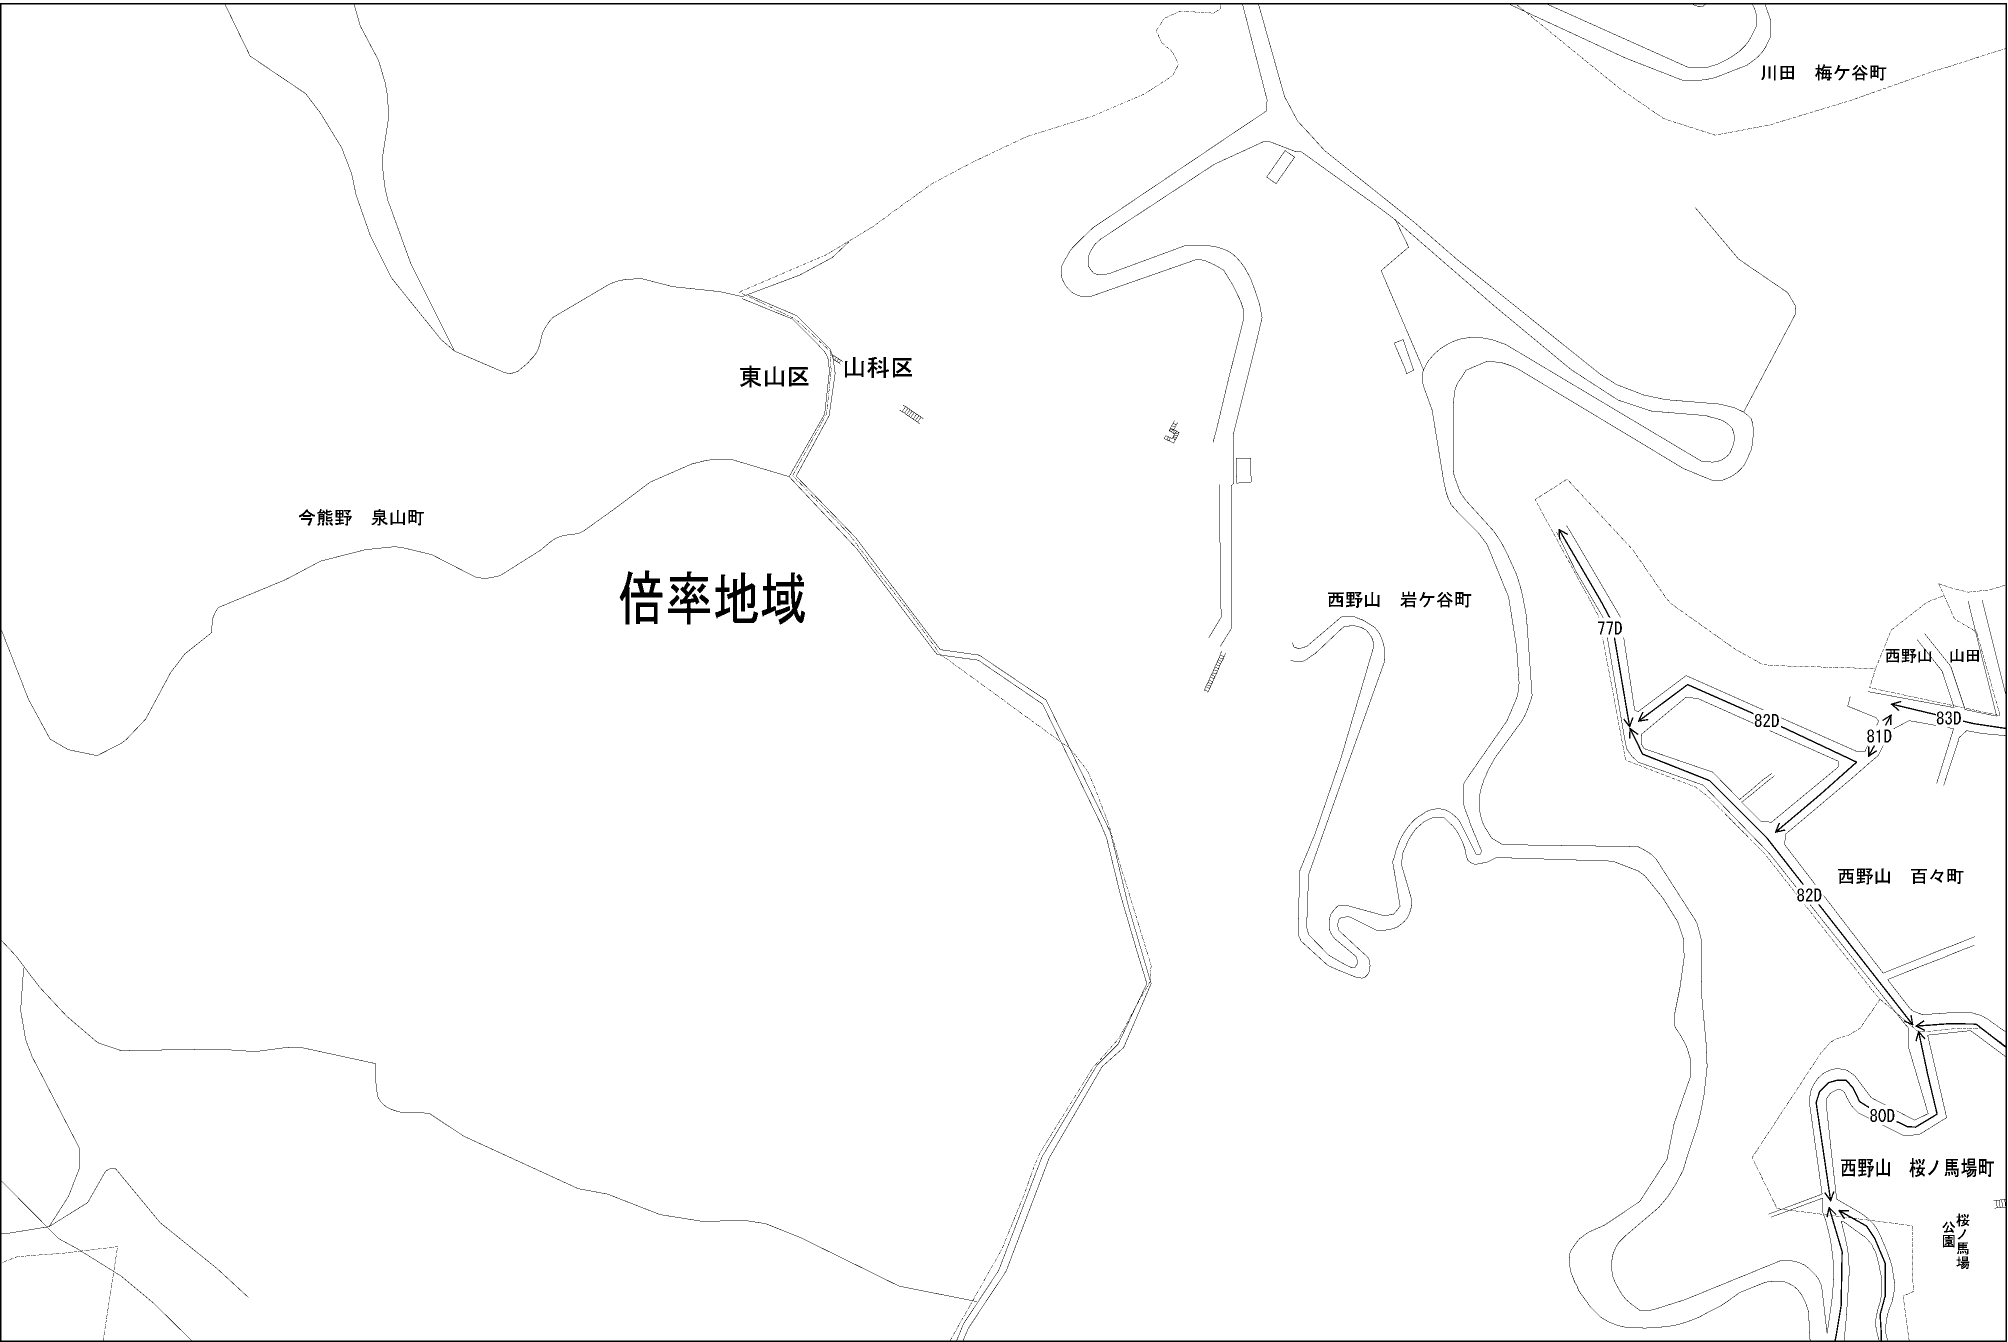 川田　梅ケ谷町
東山区
山科区
今熊野　泉山町
倍率地域
西野山　岩ケ谷町
77D
西野山　山田
82D
83D
81D
西野山　百々町
82D
80D
西野山　桜ノ馬場町
桜ノ馬場
公園